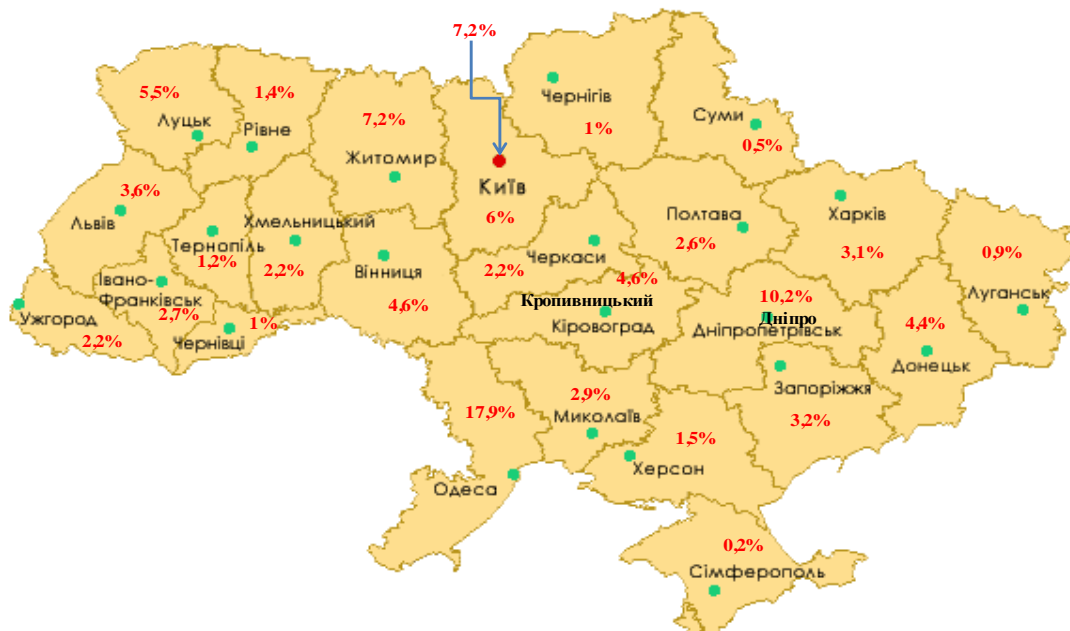 7,2%
Чернігів
1%
Суми
0,5%
5,5%
Луцьк
1,4%
Рівне
7,2%
Житомир
Київ
6%
3,6%
Львів
Тернопіль
1,2%
Хмельницький
2,2%
Вінниця
4,6%
2,2%
Черкаси
Полтава
2,6%
Харків
3,1%
0,9%
Луганськ
Івано-
Франківськ
2,7%
Ужгород
2,2%
1%
Чернівці
4,6%
Кропивницький
Кіровоград
10,2%
Дніпро
Дніпропетрівськ
4,4%
Донецьк
Запоріжжя
3,2%
17,9%
Одеса
2,9%
Миколаїв
1,5%
Херсон
0,2%
Сімферополь